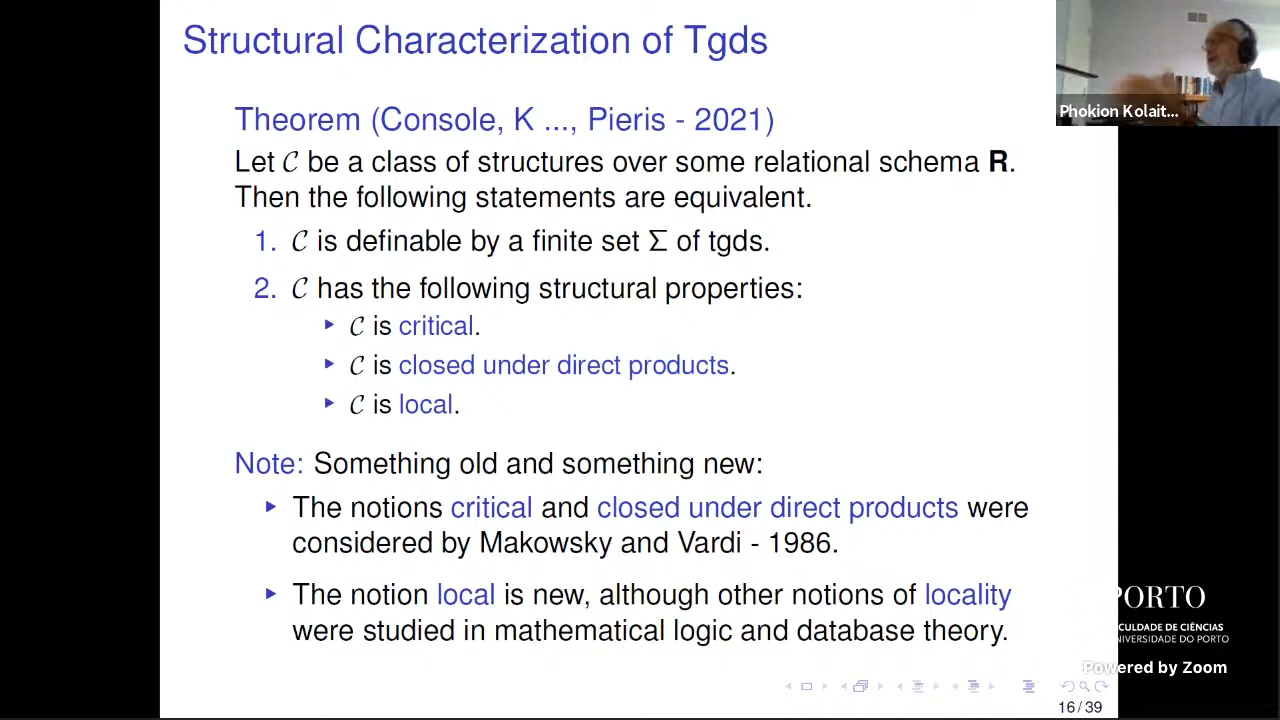 Structural Characterization of Tgds
Phokion Kolait...
Theorem (Console, K ..., Pieris - 2021)
Let 𝒞 be a class of structures over some relational schema R.
Then the following statements are equivalent.
1. 𝒞 is definable by a finite set Σ of tgds.
2. 𝒞 has the following structural properties:
▸ 𝒞 is critical.
▸ 𝒞 is closed under direct products.
▸ 𝒞 is local.
Note: Something old and something new:
▸ The notions critical and closed under direct products were
considered by Makowsky and Vardi - 1986.
▸ The notion local is new, although other notions of locality
were studied in mathematical logic and database theory.
PORTO
CULDADE DE CIÊNCIAS
NIVERSIDADE DO PORTO
Powered by Zoom
16 / 39